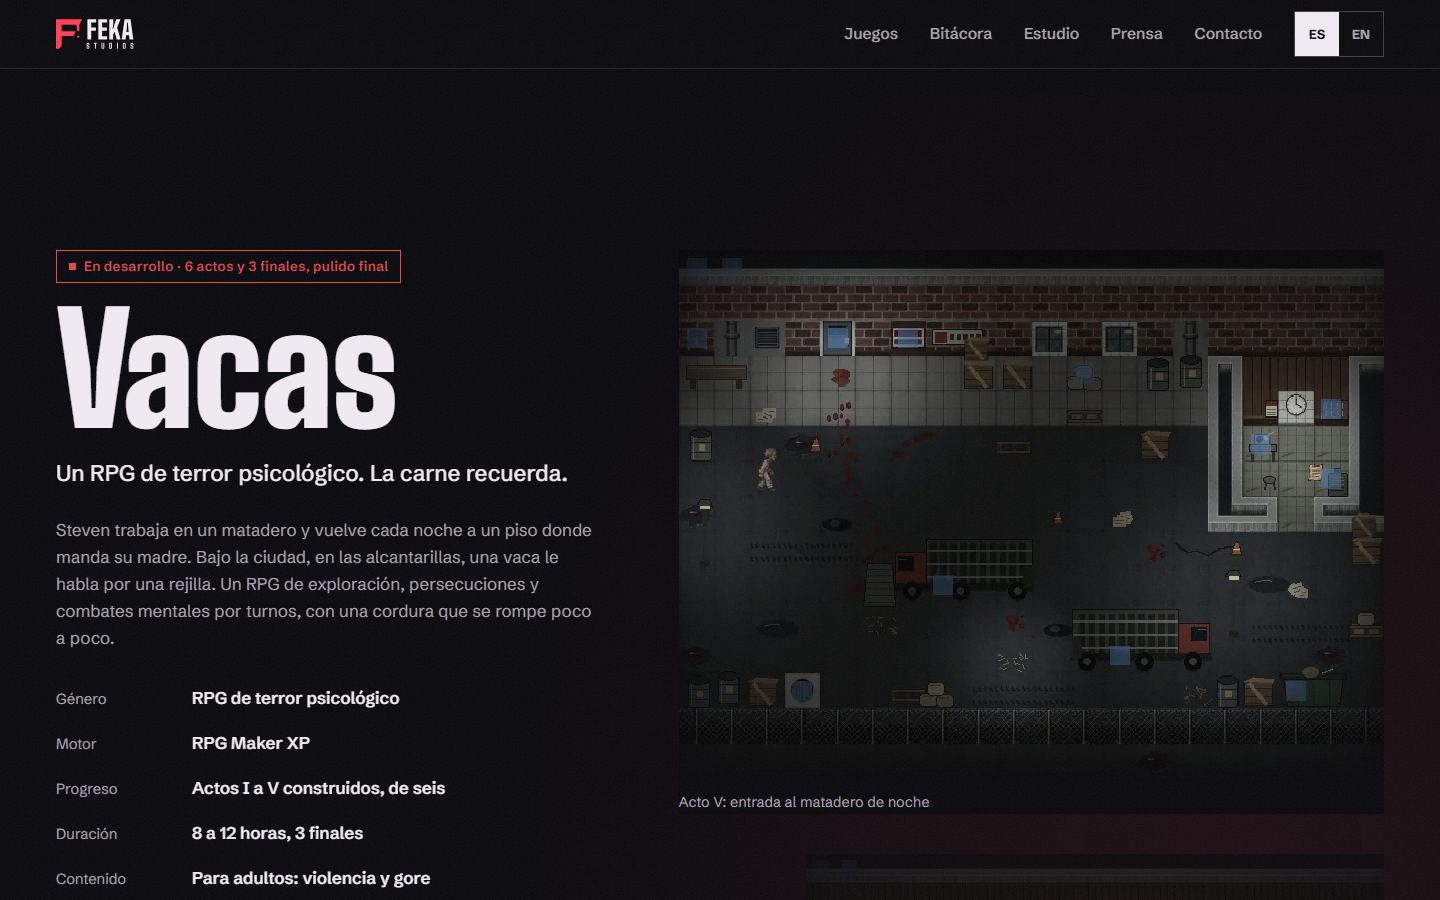 FEKA
STUDIOS
Juegos
Bitácora
Estudio
Prensa
Contacto
ES
EN
En desarrollo · 6 actos y 3 finales, pulido final
Vacas
Un RPG de terror psicológico. La carne recuerda.
Steven trabaja en un matadero y vuelve cada noche a un piso donde
manda su madre. Bajo la ciudad, en las alcantarillas, una vaca le
habla por una rejilla. Un RPG de exploración, persecuciones y
combates mentales por turnos, con una cordura que se rompe poco
a poco.
Género
RPG de terror psicológico
Motor
RPG Maker XP
Progreso
Actos I a V construidos, de seis
Duración
8 a 12 horas, 3 finales
Contenido
Para adultos: violencia y gore
Acto V: entrada al matadero de noche